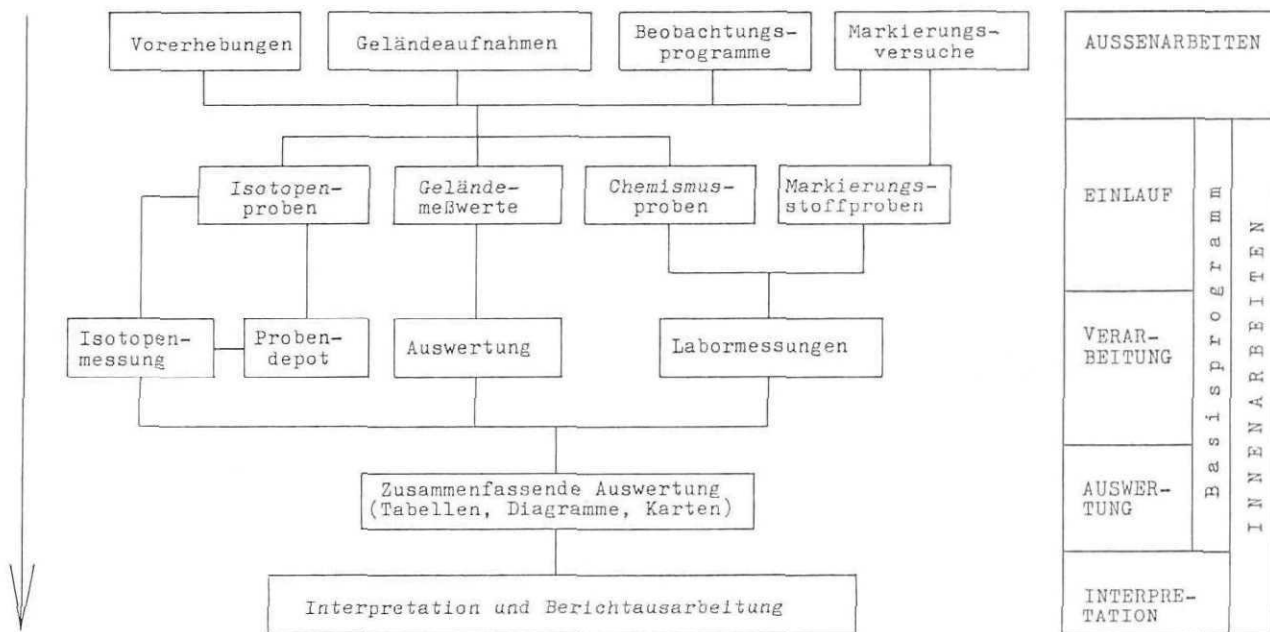 Vorerhebungen
Geländeaufnahmen
Beobachtungs-
programme
Markierungs-
versuche
Isotopen-
proben
Gelände-
meßwerte
Chemismus-
proben
Markierungs-
stoffproben
Isotopen-
messung
Proben-
depot
Auswertung
Labormessungen
Zusammenfassende Auswertung
(Tabellen, Diagramme, Karten)
Interpretation und Berichtausarbeitung
AUSSENARBEITEN
EINLAUF
VERAR-
BEITUNG
AUSWER-
TUNG
INTERPRE-
TATION
Basisprogramm
INNENARBEITEN